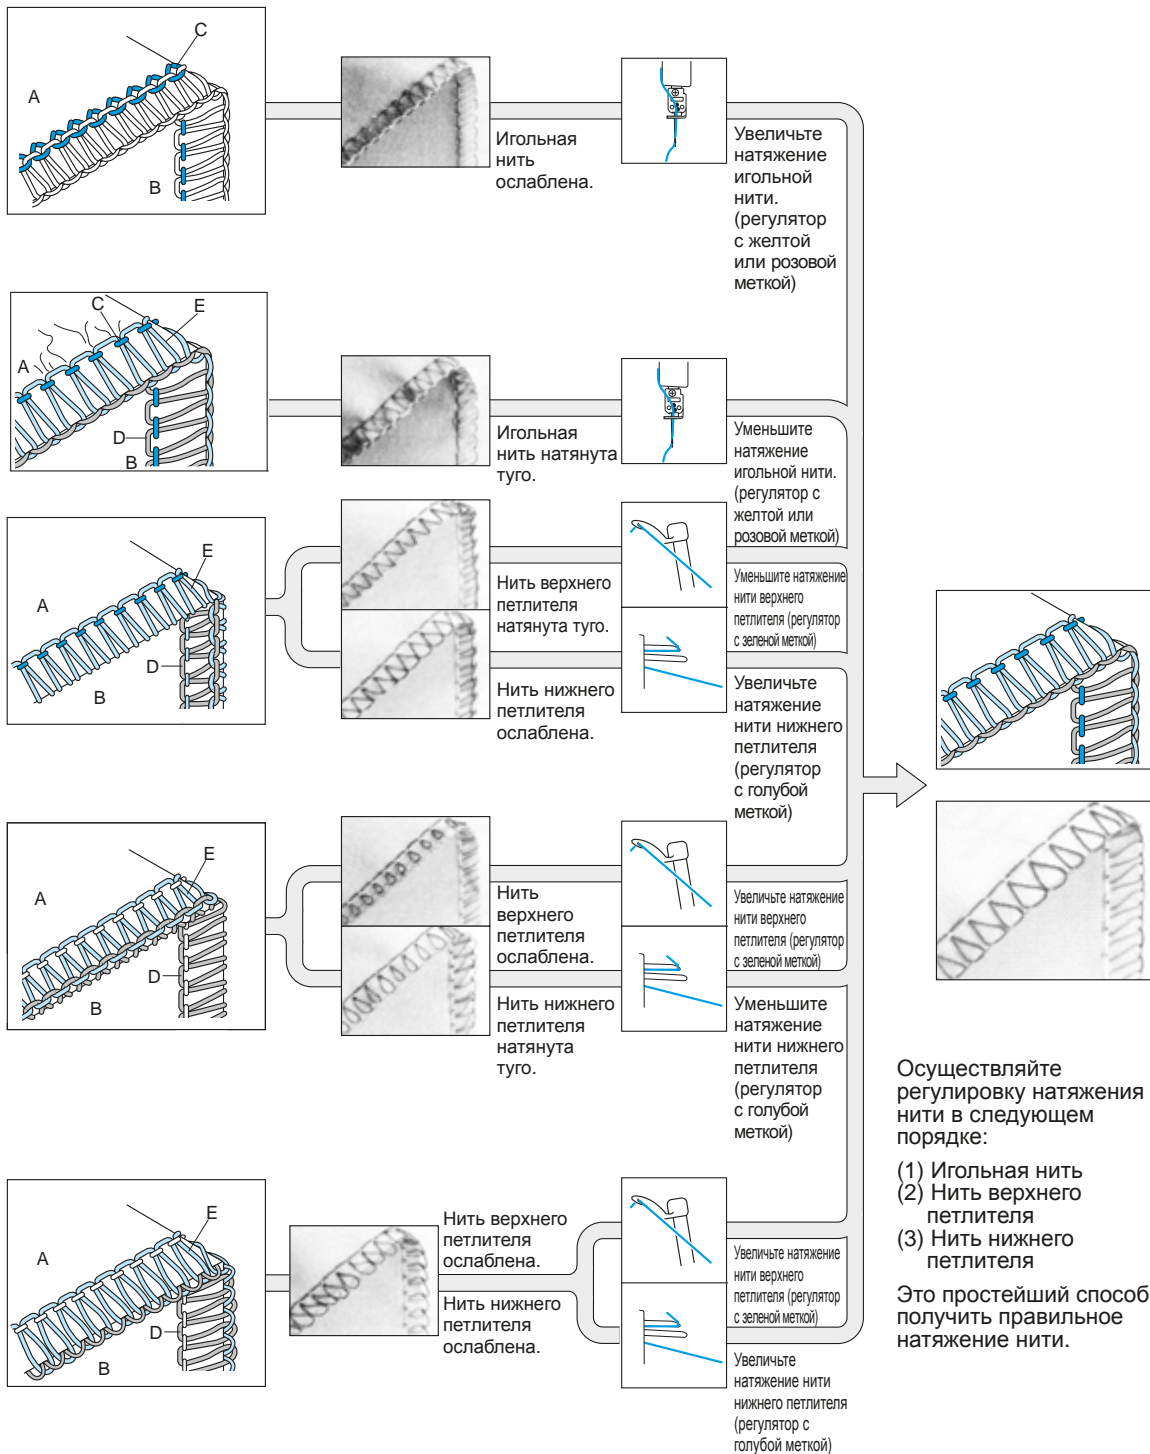 C
A
B
Игольная
нить
ослаблена.
Увеличьте
натяжение
игольной
нити.
(регулятор
с желтой
или розовой
меткой)
C
E
A
D
B
Игольная
нить натянута
туго.
Уменьшите
натяжение
игольной нити.
(регулятор с
желтой или
розовой меткой)
E
A
D
B
Нить верхнего
петлителя
натянута туго.
Уменьшите натяжение
нити верхнего
петлителя (регулятор
с зеленой меткой)
Нить нижнего
петлителя
ослаблена.
Увеличьте
натяжение
нити нижнего
петлителя
(регулятор
с голубой
меткой)
E
A
D
B
Нить
верхнего
петлителя
ослаблена.
Увеличьте натяжение
нити верхнего
петлителя (регулятор
с зеленой меткой)
Нить нижнего
петлителя
натянута
туго.
Уменьшите
натяжение
нити нижнего
петлителя
(регулятор
с голубой
меткой)
E
A
D
B
Нить верхнего
петлителя
ослаблена.
Нить нижнего
петлителя
ослаблена.
Увеличьте натяжение
нити верхнего
петлителя (регулятор
с зеленой меткой)
Увеличьте
натяжение нити
нижнего петлителя
(регулятор с
голубой меткой)
Осуществляйте
регулировку натяжения
нити в следующем
порядке:
(1) Игольная нить
(2) Нить верхнего
петлителя
(3) Нить нижнего
петлителя
Это простейший способ
получить правильное
натяжение нити.